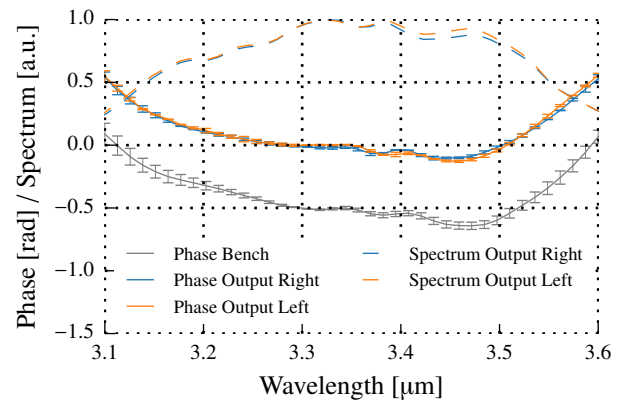 1.0
0.5
0.0
−0.5
−1.0
−1.5
Phase [rad] / Spectrum [a.u.]
Phase Bench
Phase Output Right
Phase Output Left
Spectrum Output Right
Spectrum Output Left
3.1 3.2 3.3 3.4 3.5 3.6
Wavelength [μm]